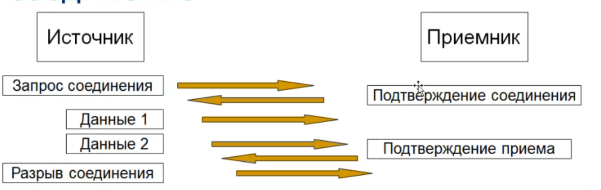 Источник
Приемник
Запрос соединения
Подтверждение соединения
Данные 1
Данные 2
Подтверждение приема
Разрыв соединения